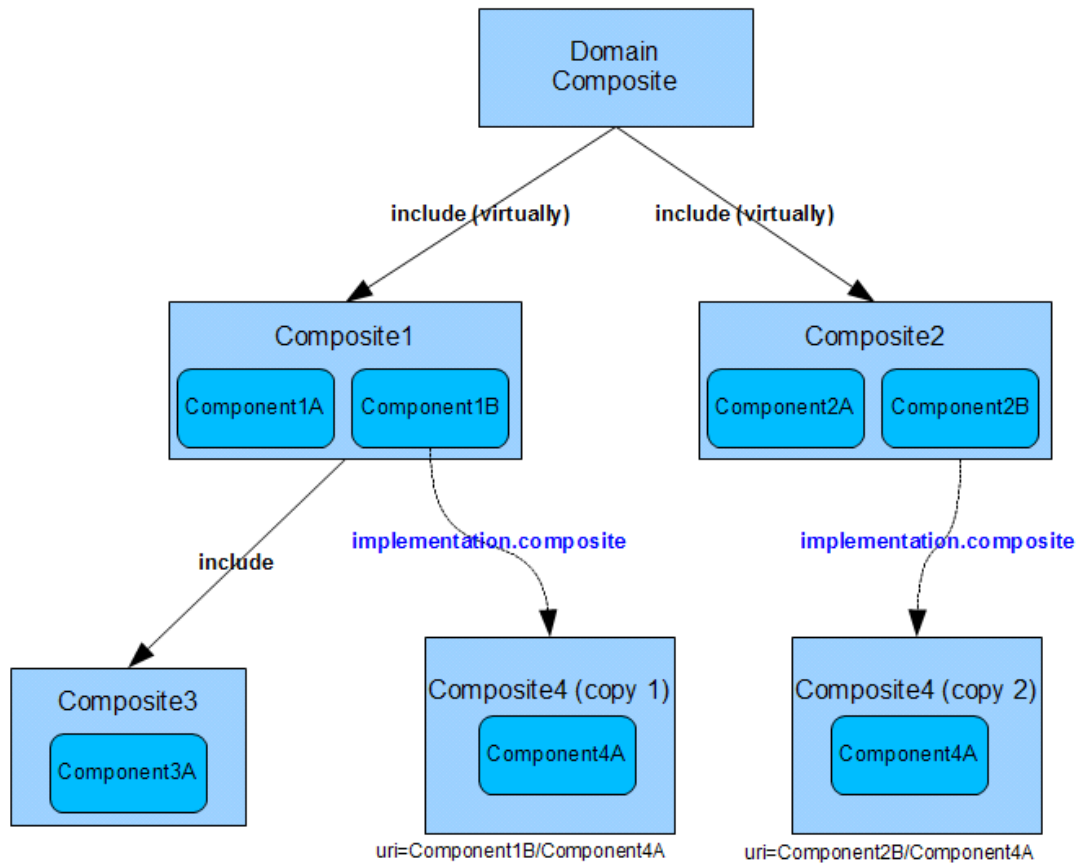 Domain
Composite
include (virtually)
include (virtually)
Composite1
Component1A
Component1B
Composite2
Component2A
Component2B
include
implementation.composite
implementation.composite
Composite3
Component3A
Composite4 (copy 1)
Component4A
uri=Component1B/Component4A
Composite4 (copy 2)
Component4A
uri=Component2B/Component4A